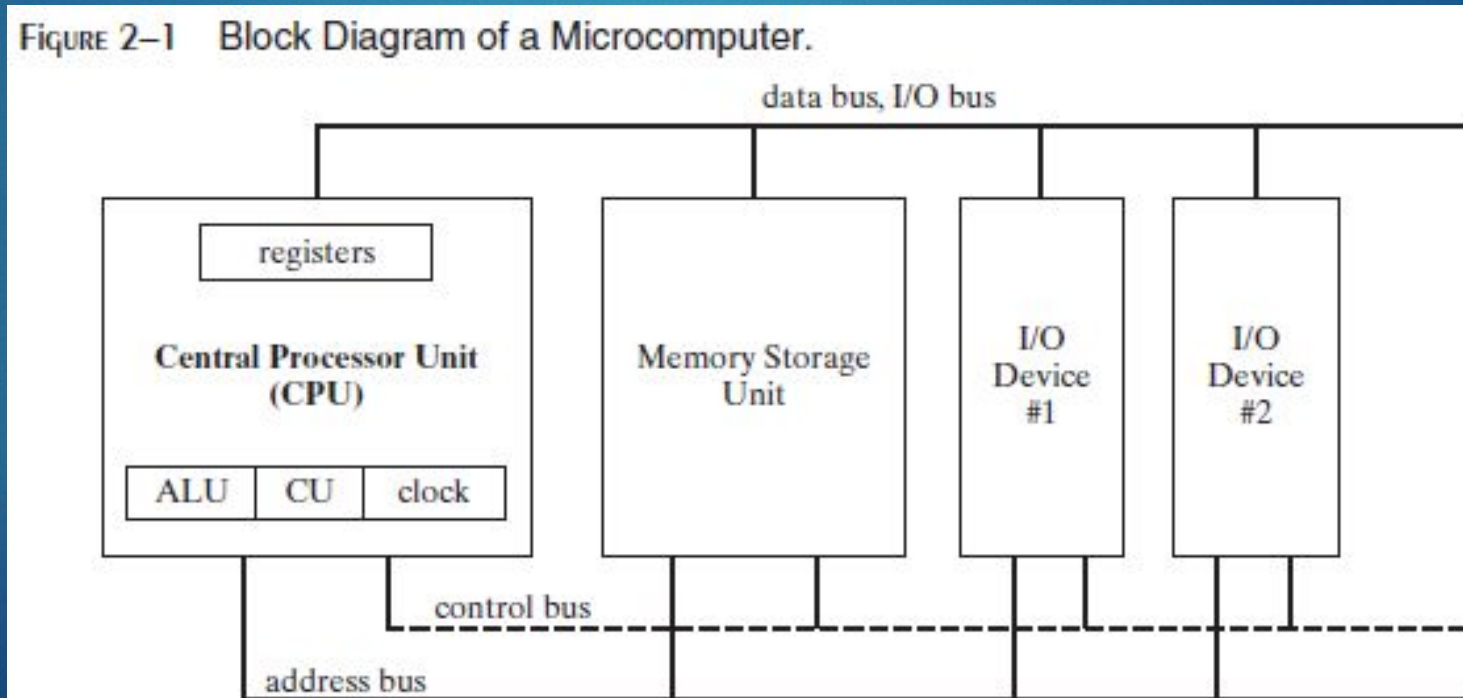 FIGURE 2–1 Block Diagram of a Microcomputer.
data bus, I/O bus
registers
Central Processor Unit
(CPU)
ALU CU clock
Memory Storage
Unit
I/O
Device
#1
I/O
Device
#2
control bus
address bus